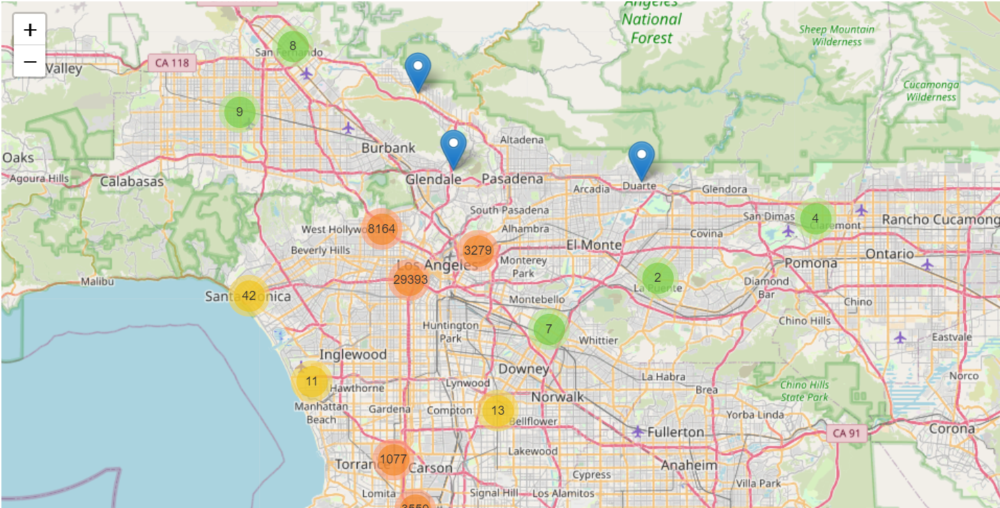 Angeles
National
Forest
Sheep Mountain
Wilderness
+
−
8
San Fernando
CA 118
Valley
Cucamonga
Wilderness
9
Altadena
Burbank
Oaks
Agoura Hills
Calabasas
Glendale
Pasadena
Arcadia
Duarte
Glendora
South Pasadena
San Dimas
4
Claremont
Rancho Cucamong
West Hollywo
8164
Alhambra
Covina
Beverly Hills
3279
El Monte
Ontario
Los Angeles
Monterey
Park
Pomona
Malibu
29393
2
La Puente
Diamond
Bar
Santa Monica
42
Montebello
Chino
Huntington
Park
7
Whittier
Chino Hills
Eastvale
Inglewood
Downey
La Habra
Norco
11
Hawthorne
Lynwood
Brea
Chino Hills
State Park
Norwalk
Manhattan
Beach
Gardena
Compton
13
Bellflower
Yorba Linda
Fullerton
CA 91
Corona
Lakewood
Torrance
1077
Carson
Anaheim
Cypress
Villa Park
Lomita
Signal Hill
Los Alamitos